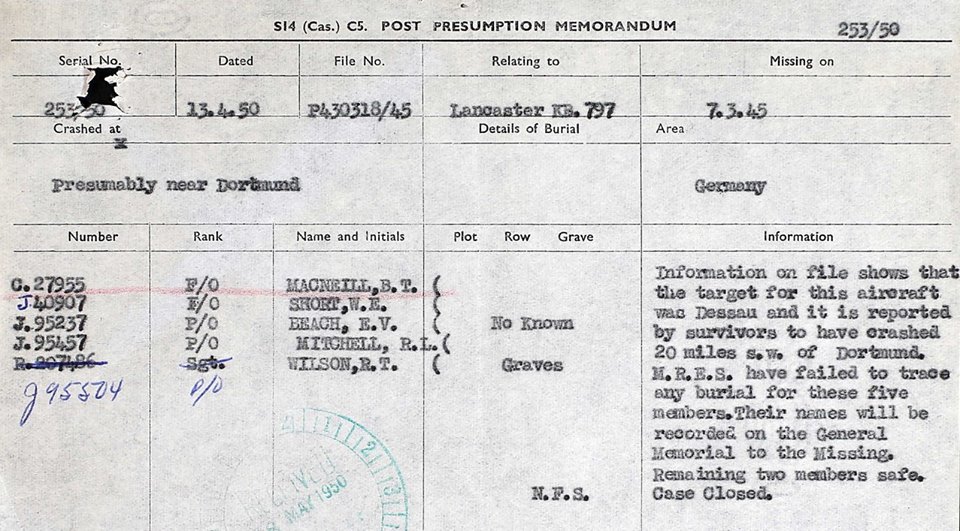 S14 (Cas.) C5. POST PRESUMPTION MEMORANDUM 253/50
Serial No. Dated File No. Relating to Missing on
253/50 13.4.50 P430318/45 Lancaster KB.797 7.3.45
Crashed at Details of Burial Area
x
Presumably near Dortmund Germany
Number Rank Name and Initials Plot Row Grave Information
C.27955 F/O MACNEILL,B.T. (
J.40907 F/O SHORT,W.E. (
J.95237 P/O BEACH, E.V. ( No Known
J.95457 P/O MITCHELL, R.L.(
R.207486 Sgt. WILSON,R.T. ( Graves
J95504 P/O
Information on file shows that
the target for this aircraft
was Dessau and it is reported
by survivors to have crashed
20 miles s.w. of Dortmund.
M.R.E.S. have failed to trace
any burial for these five
members.Their names will be
recorded on the General
Memorial to the Missing.
Remaining two members safe.
N.F.S. Case Closed.
MAY 1950